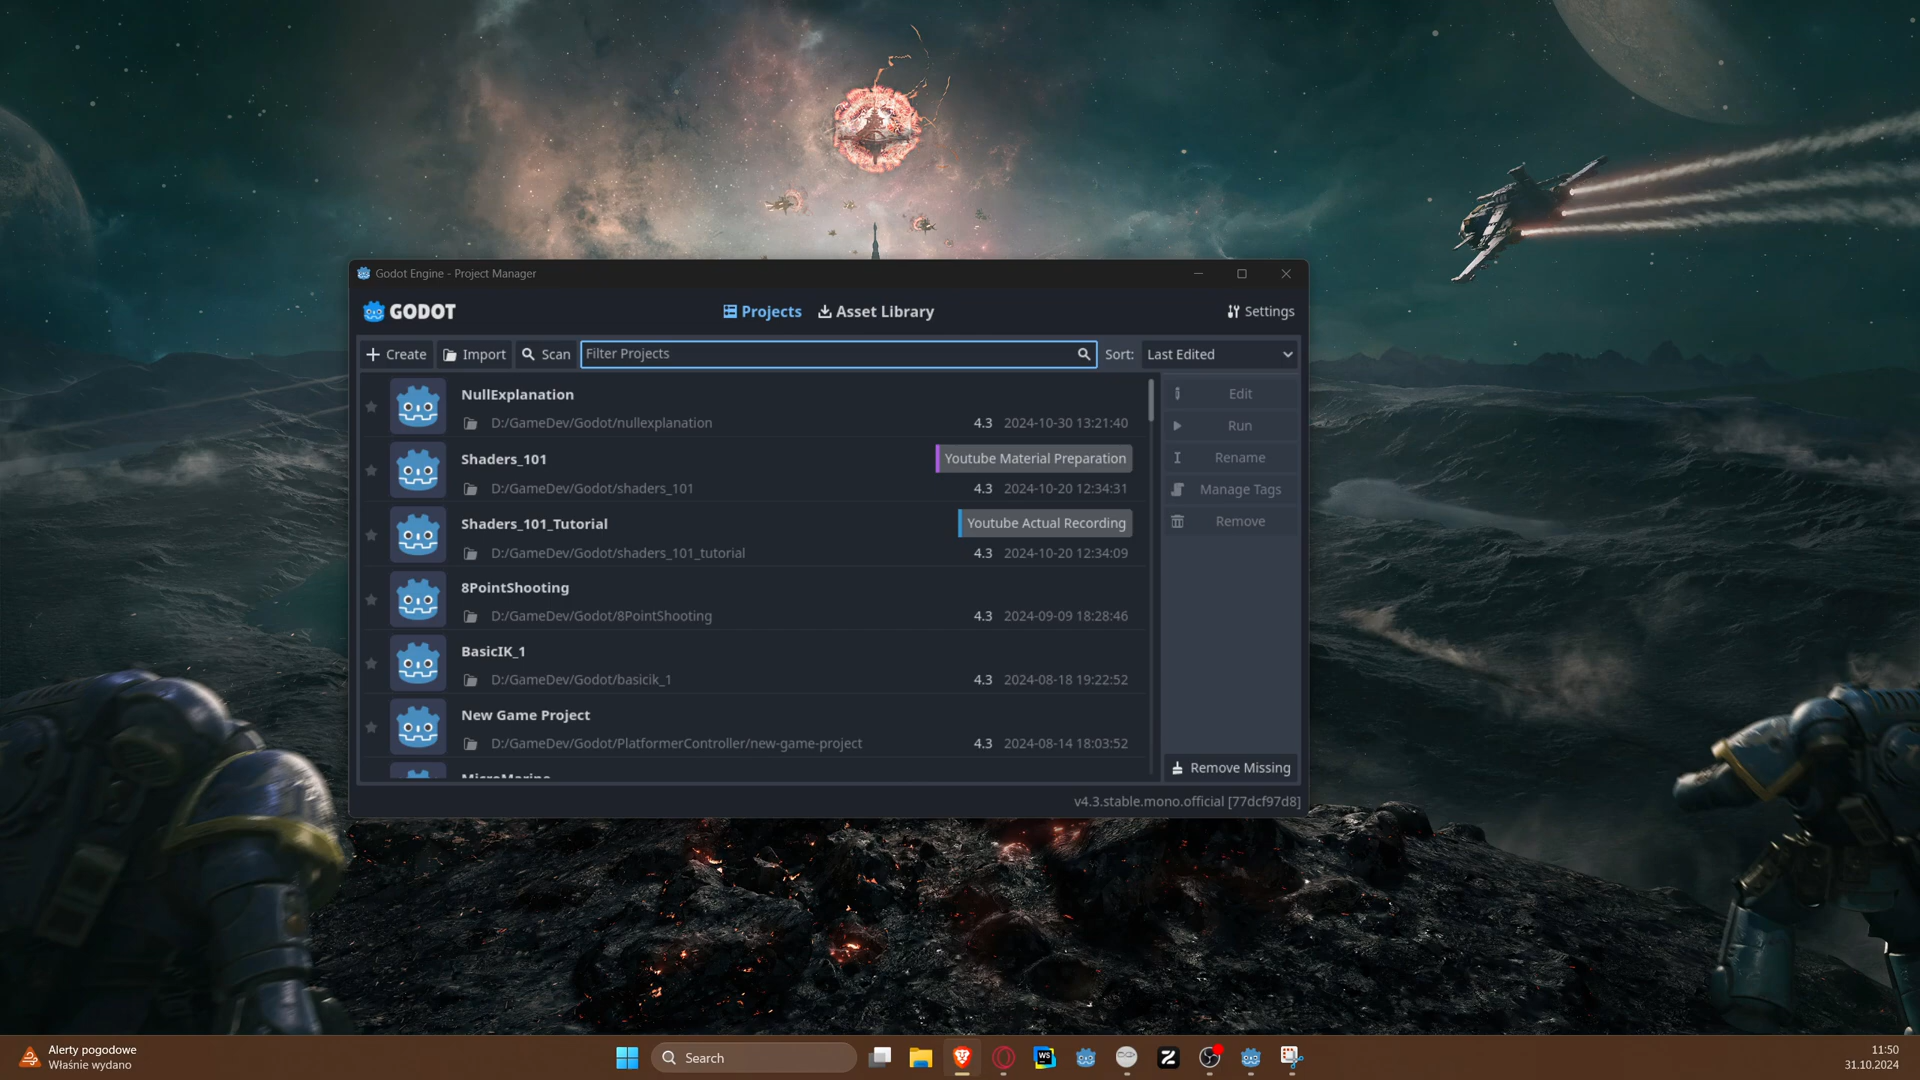 Godot Engine - Project Manager
GODOT
Projects
Asset Library
Settings
Create
Import
Scan
Filter Projects
Sort:
Last Edited
NullExplanation
D:/GameDev/Godot/nullexplanation
4.3 2024-10-30 13:21:40
Shaders_101
Youtube Material Preparation
D:/GameDev/Godot/shaders_101
4.3 2024-10-20 12:34:31
Shaders_101_Tutorial
Youtube Actual Recording
D:/GameDev/Godot/shaders_101_tutorial
4.3 2024-10-20 12:34:09
8PointShooting
D:/GameDev/Godot/8PointShooting
4.3 2024-09-09 18:28:46
BasicIK_1
D:/GameDev/Godot/basicik_1
4.3 2024-08-18 19:22:52
New Game Project
D:/GameDev/Godot/PlatformerController/new-game-project
4.3 2024-08-14 18:03:52
MicroMarine
Edit
Run
Rename
Manage Tags
Remove
Remove Missing
v4.3.stable.mono.official [77dcf97d8]
Alerty pogodowe
Właśnie wydano
Search
WS
11:50
31.10.2024